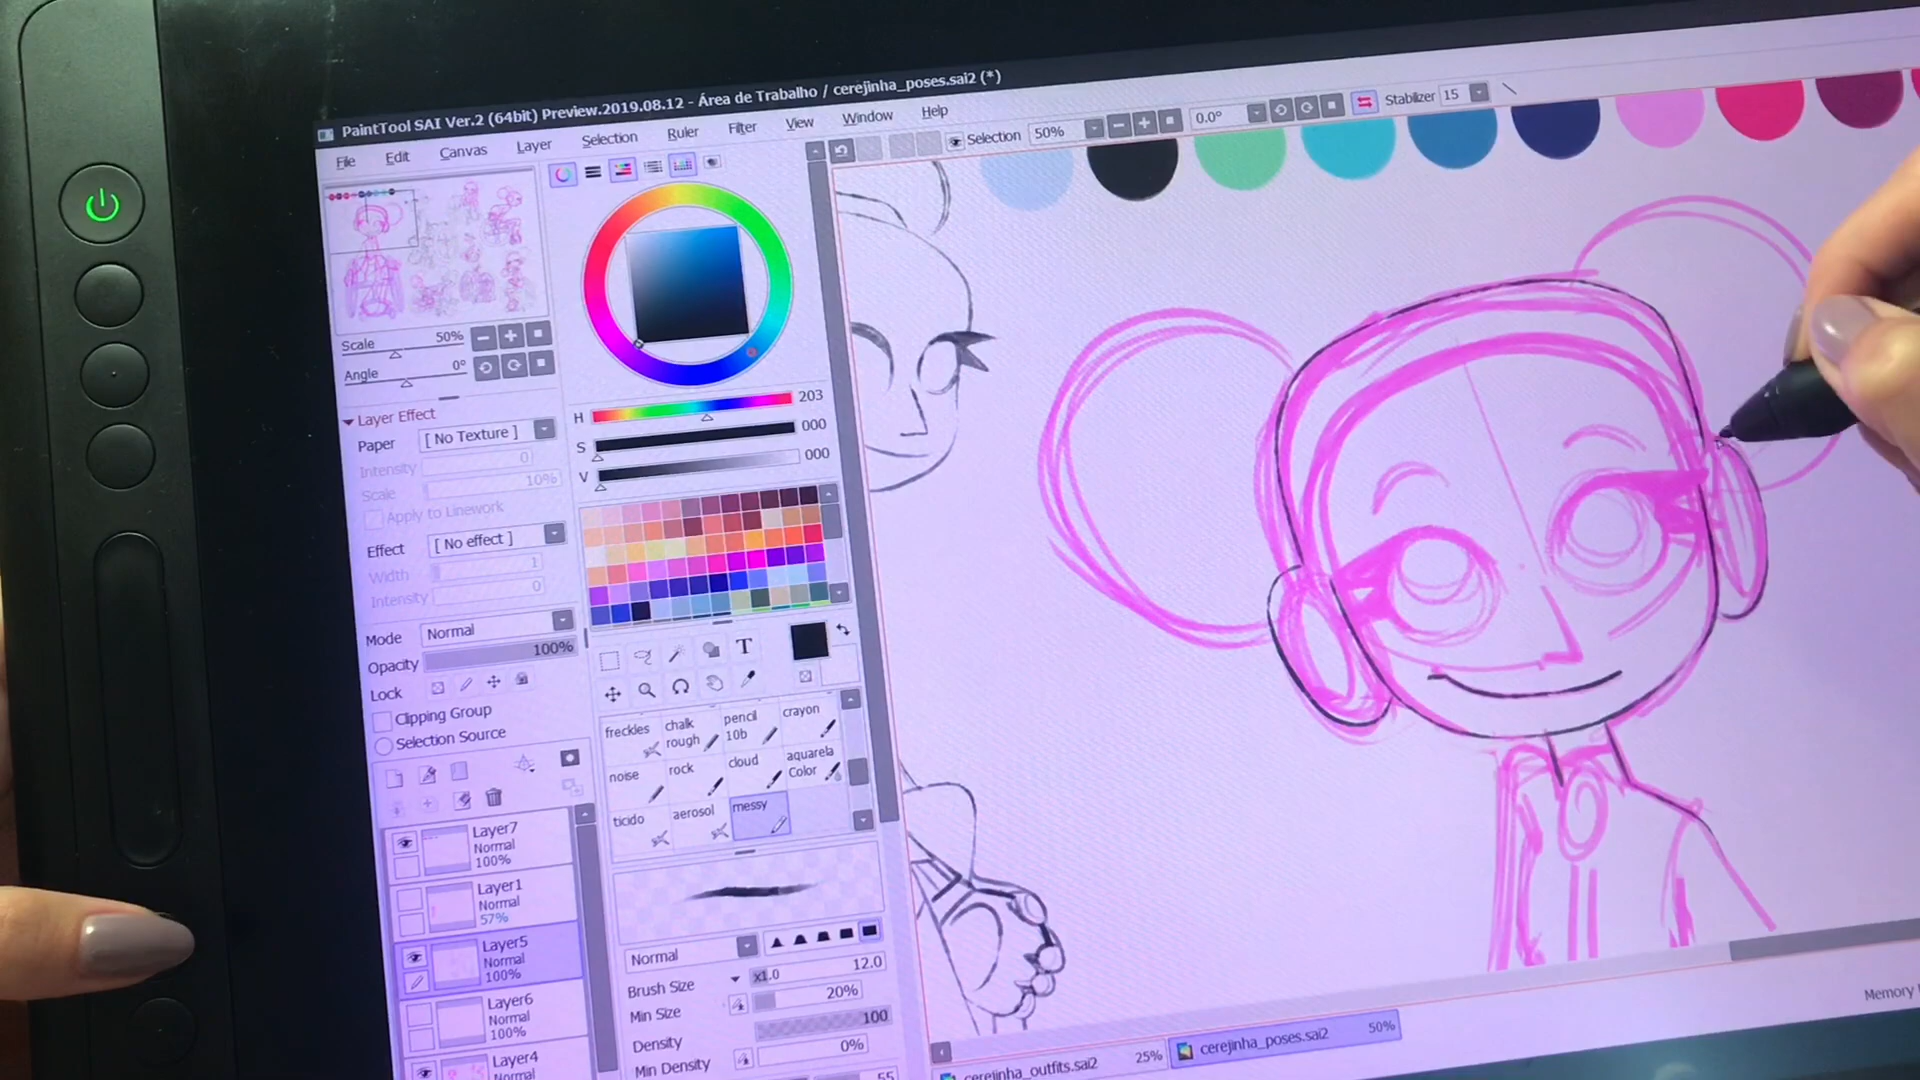 PaintTool SAI Ver.2 (64bit) Preview.2019.08.12 - Área de Trabalho / cerejinha_poses.sai2 (*)
File Edit Canvas Layer Selection Ruler Filter View Window Help
Selection 50% 0.0° Stabilizer 15
Scale 50%
Angle 0°
Layer Effect
Paper [ No Texture ]
Intensity 0
Scale 10%
Apply to Linework
Effect [ No effect ]
Width 1
Intensity 0
Mode Normal
Opacity 100%
Lock
Clipping Group
Selection Source
Layer7
Normal
100%
Layer1
Normal
57%
Layer5
Normal
100%
Layer6
Normal
100%
Layer4
Normal
H 203
S 000
V 000
T
freckles chalk rough pencil 10b crayon
noise rock cloud aquarela Color
ticido aerosol messy
Normal
Brush Size x1.0 12.0
Min Size 20%
Density 100
Min Density 0%
55
cerejinha_outfits.sai2 25%
cerejinha_poses.sai2 50%
Memory